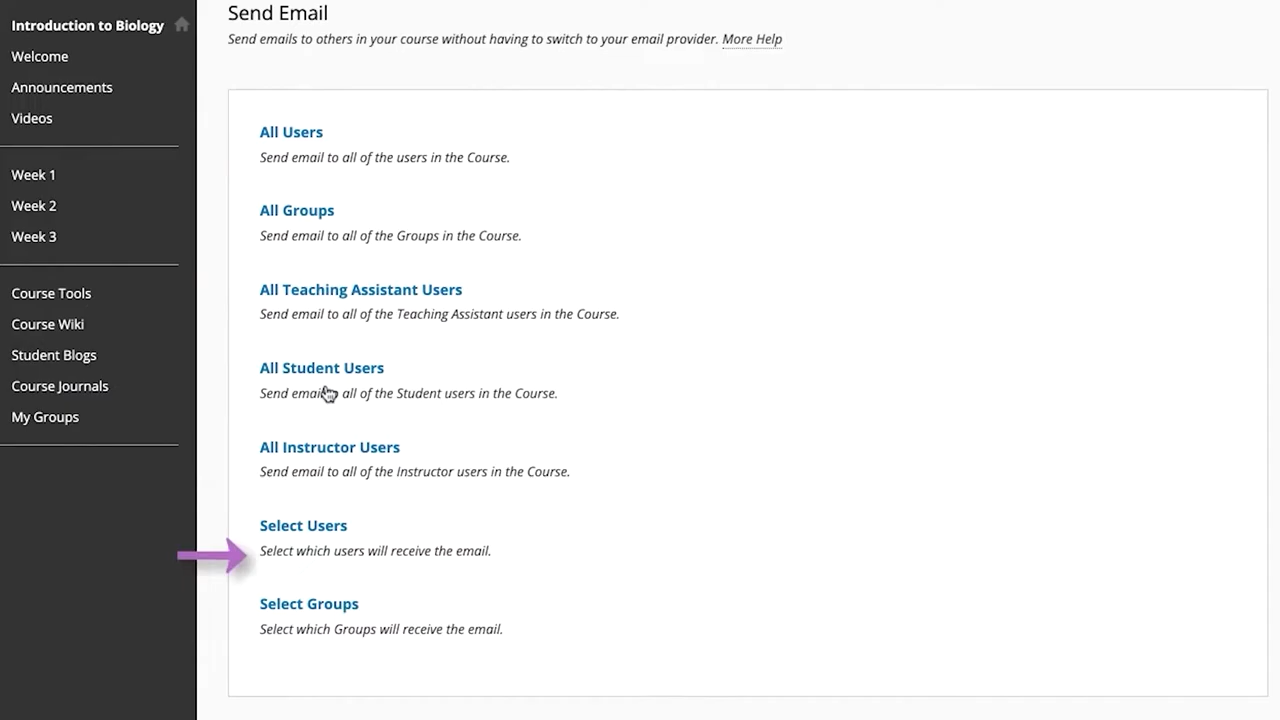 Introduction to Biology
Welcome
Announcements
Videos
Week 1
Week 2
Week 3
Course Tools
Course Wiki
Student Blogs
Course Journals
My Groups
Send Email
Send emails to others in your course without having to switch to your email provider. More Help
All Users
Send email to all of the users in the Course.
All Groups
Send email to all of the Groups in the Course.
All Teaching Assistant Users
Send email to all of the Teaching Assistant users in the Course.
All Student Users
Send email all of the Student users in the Course.
All Instructor Users
Send email to all of the Instructor users in the Course.
Select Users
Select which users will receive the email.
Select Groups
Select which Groups will receive the email.